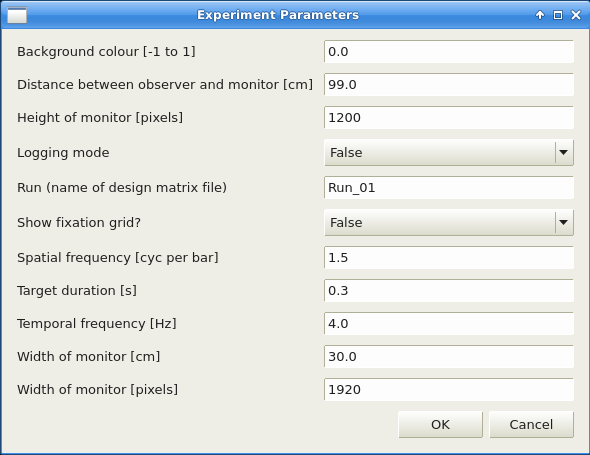 Experiment Parameters
Background colour [-1 to 1] 0.0
Distance between observer and monitor [cm] 99.0
Height of monitor [pixels] 1200
Logging mode False
Run (name of design matrix file) Run_01
Show fixation grid? False
Spatial frequency [cyc per bar] 1.5
Target duration [s] 0.3
Temporal frequency [Hz] 4.0
Width of monitor [cm] 30.0
Width of monitor [pixels] 1920
OK Cancel